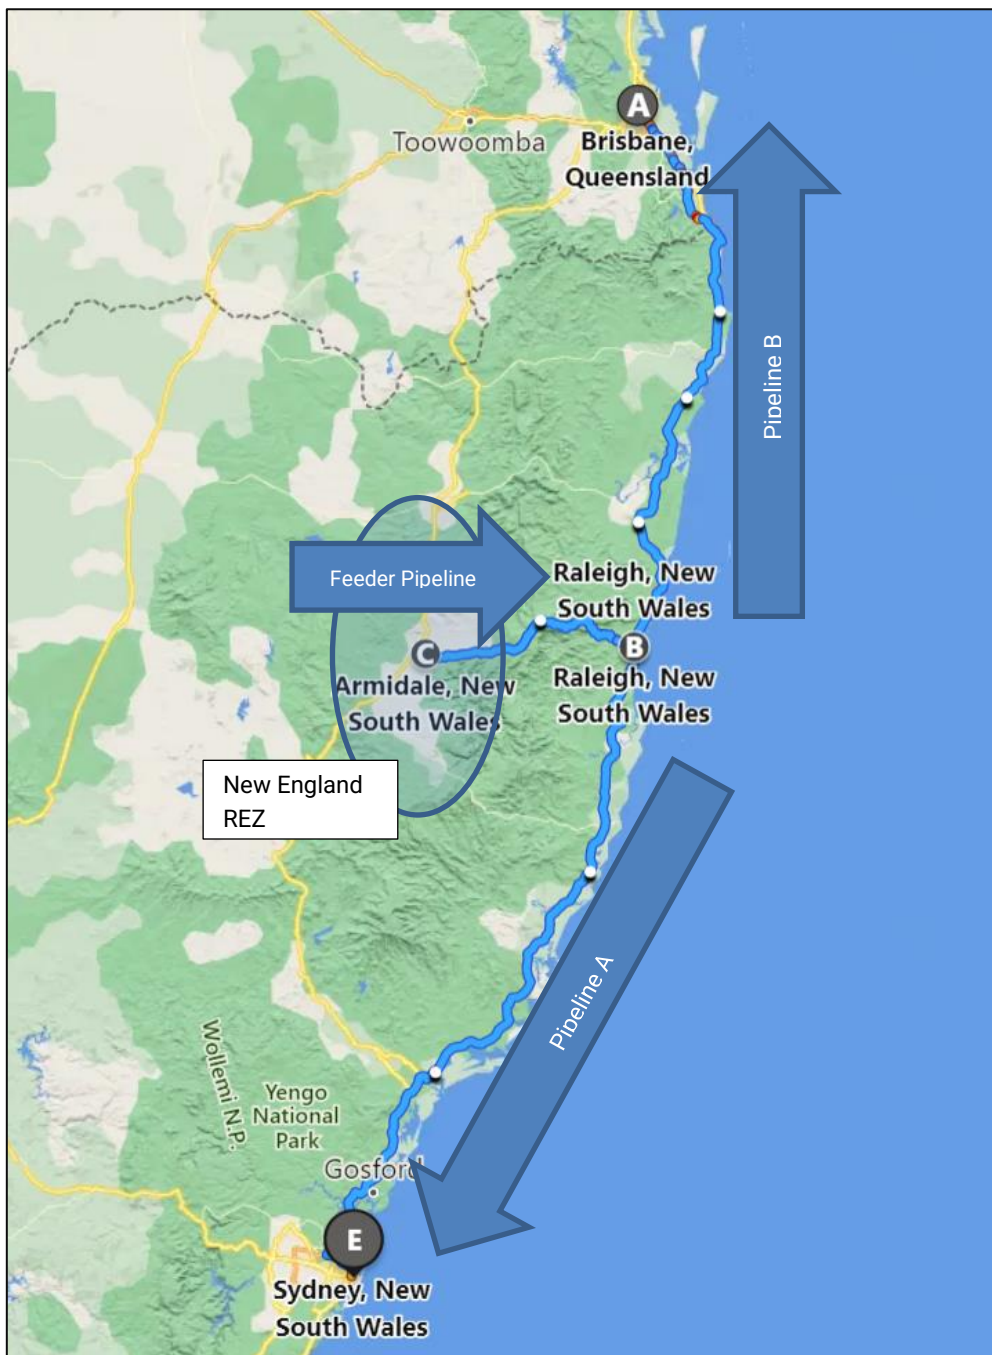 A
Toowoomba
Brisbane,
Queensland
Pipeline B
Feeder Pipeline
Raleigh, New
South Wales
C
B
Armidale, New
South Wales
Raleigh, New
South Wales
New England
REZ
Pipeline A
Wollemi N.P.
Yengo
National
Park
Gosford
E
Sydney, New
South Wales